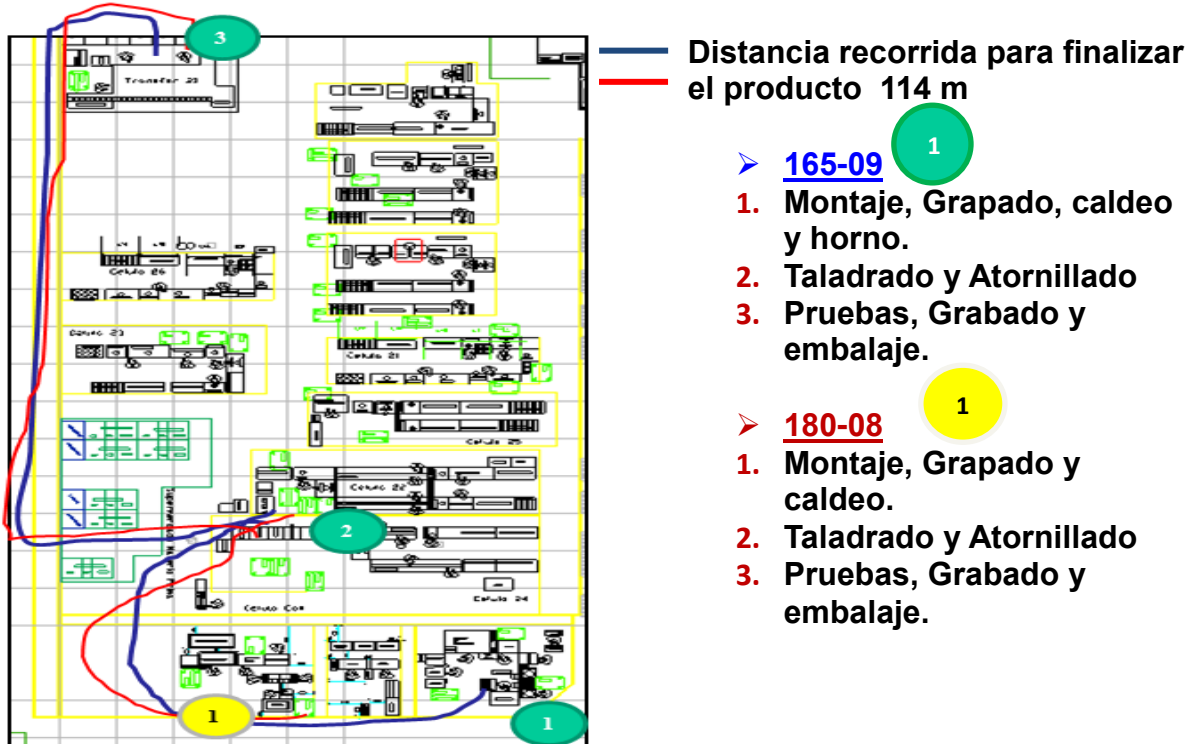 3
Transfer 23
Distancia recorrida para finalizar
el producto 114 m
1
➢ 165-09
1. Montaje, Grapado, caldeo
y horno.
2. Taladrado y Atornillado
3. Pruebas, Grabado y
embalaje.
1
➢ 180-08
1. Montaje, Grapado y
caldeo.
2. Taladrado y Atornillado
3. Pruebas, Grabado y
embalaje.
Celula 26
Celula 21
Celula 25
Celula 22
2
Celula 24
1
1